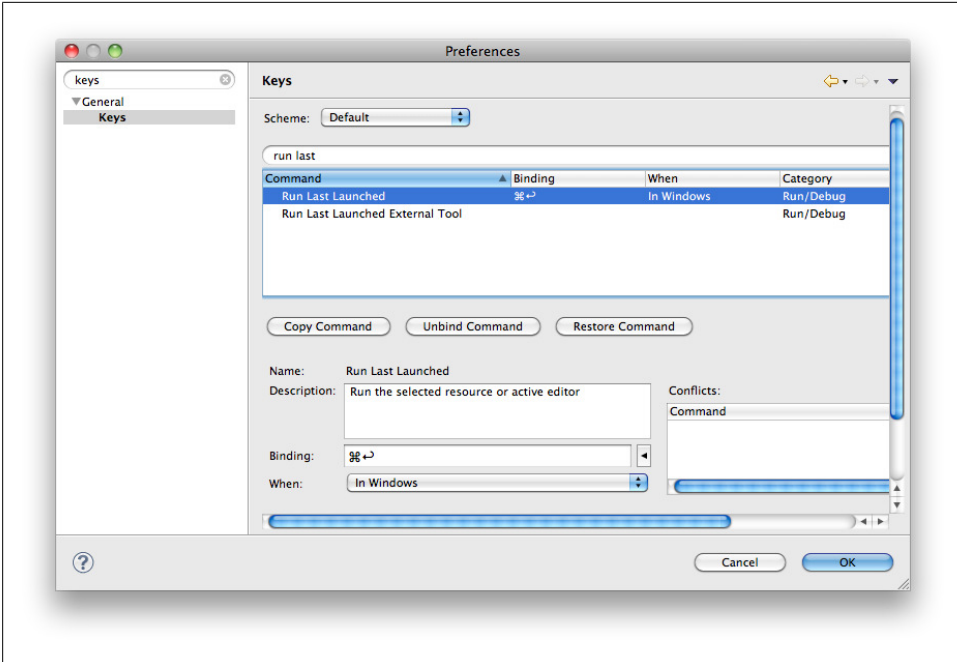 Preferences
keys
General
Keys
Keys
Scheme: Default
run last
Command Binding When Category
Run Last Launched ⌘↩ In Windows Run/Debug
Run Last Launched External Tool Run/Debug
Copy Command Unbind Command Restore Command
Name: Run Last Launched
Description: Run the selected resource or active editor
Conflicts:
Command
Binding: ⌘↩
When: In Windows
? Cancel OK